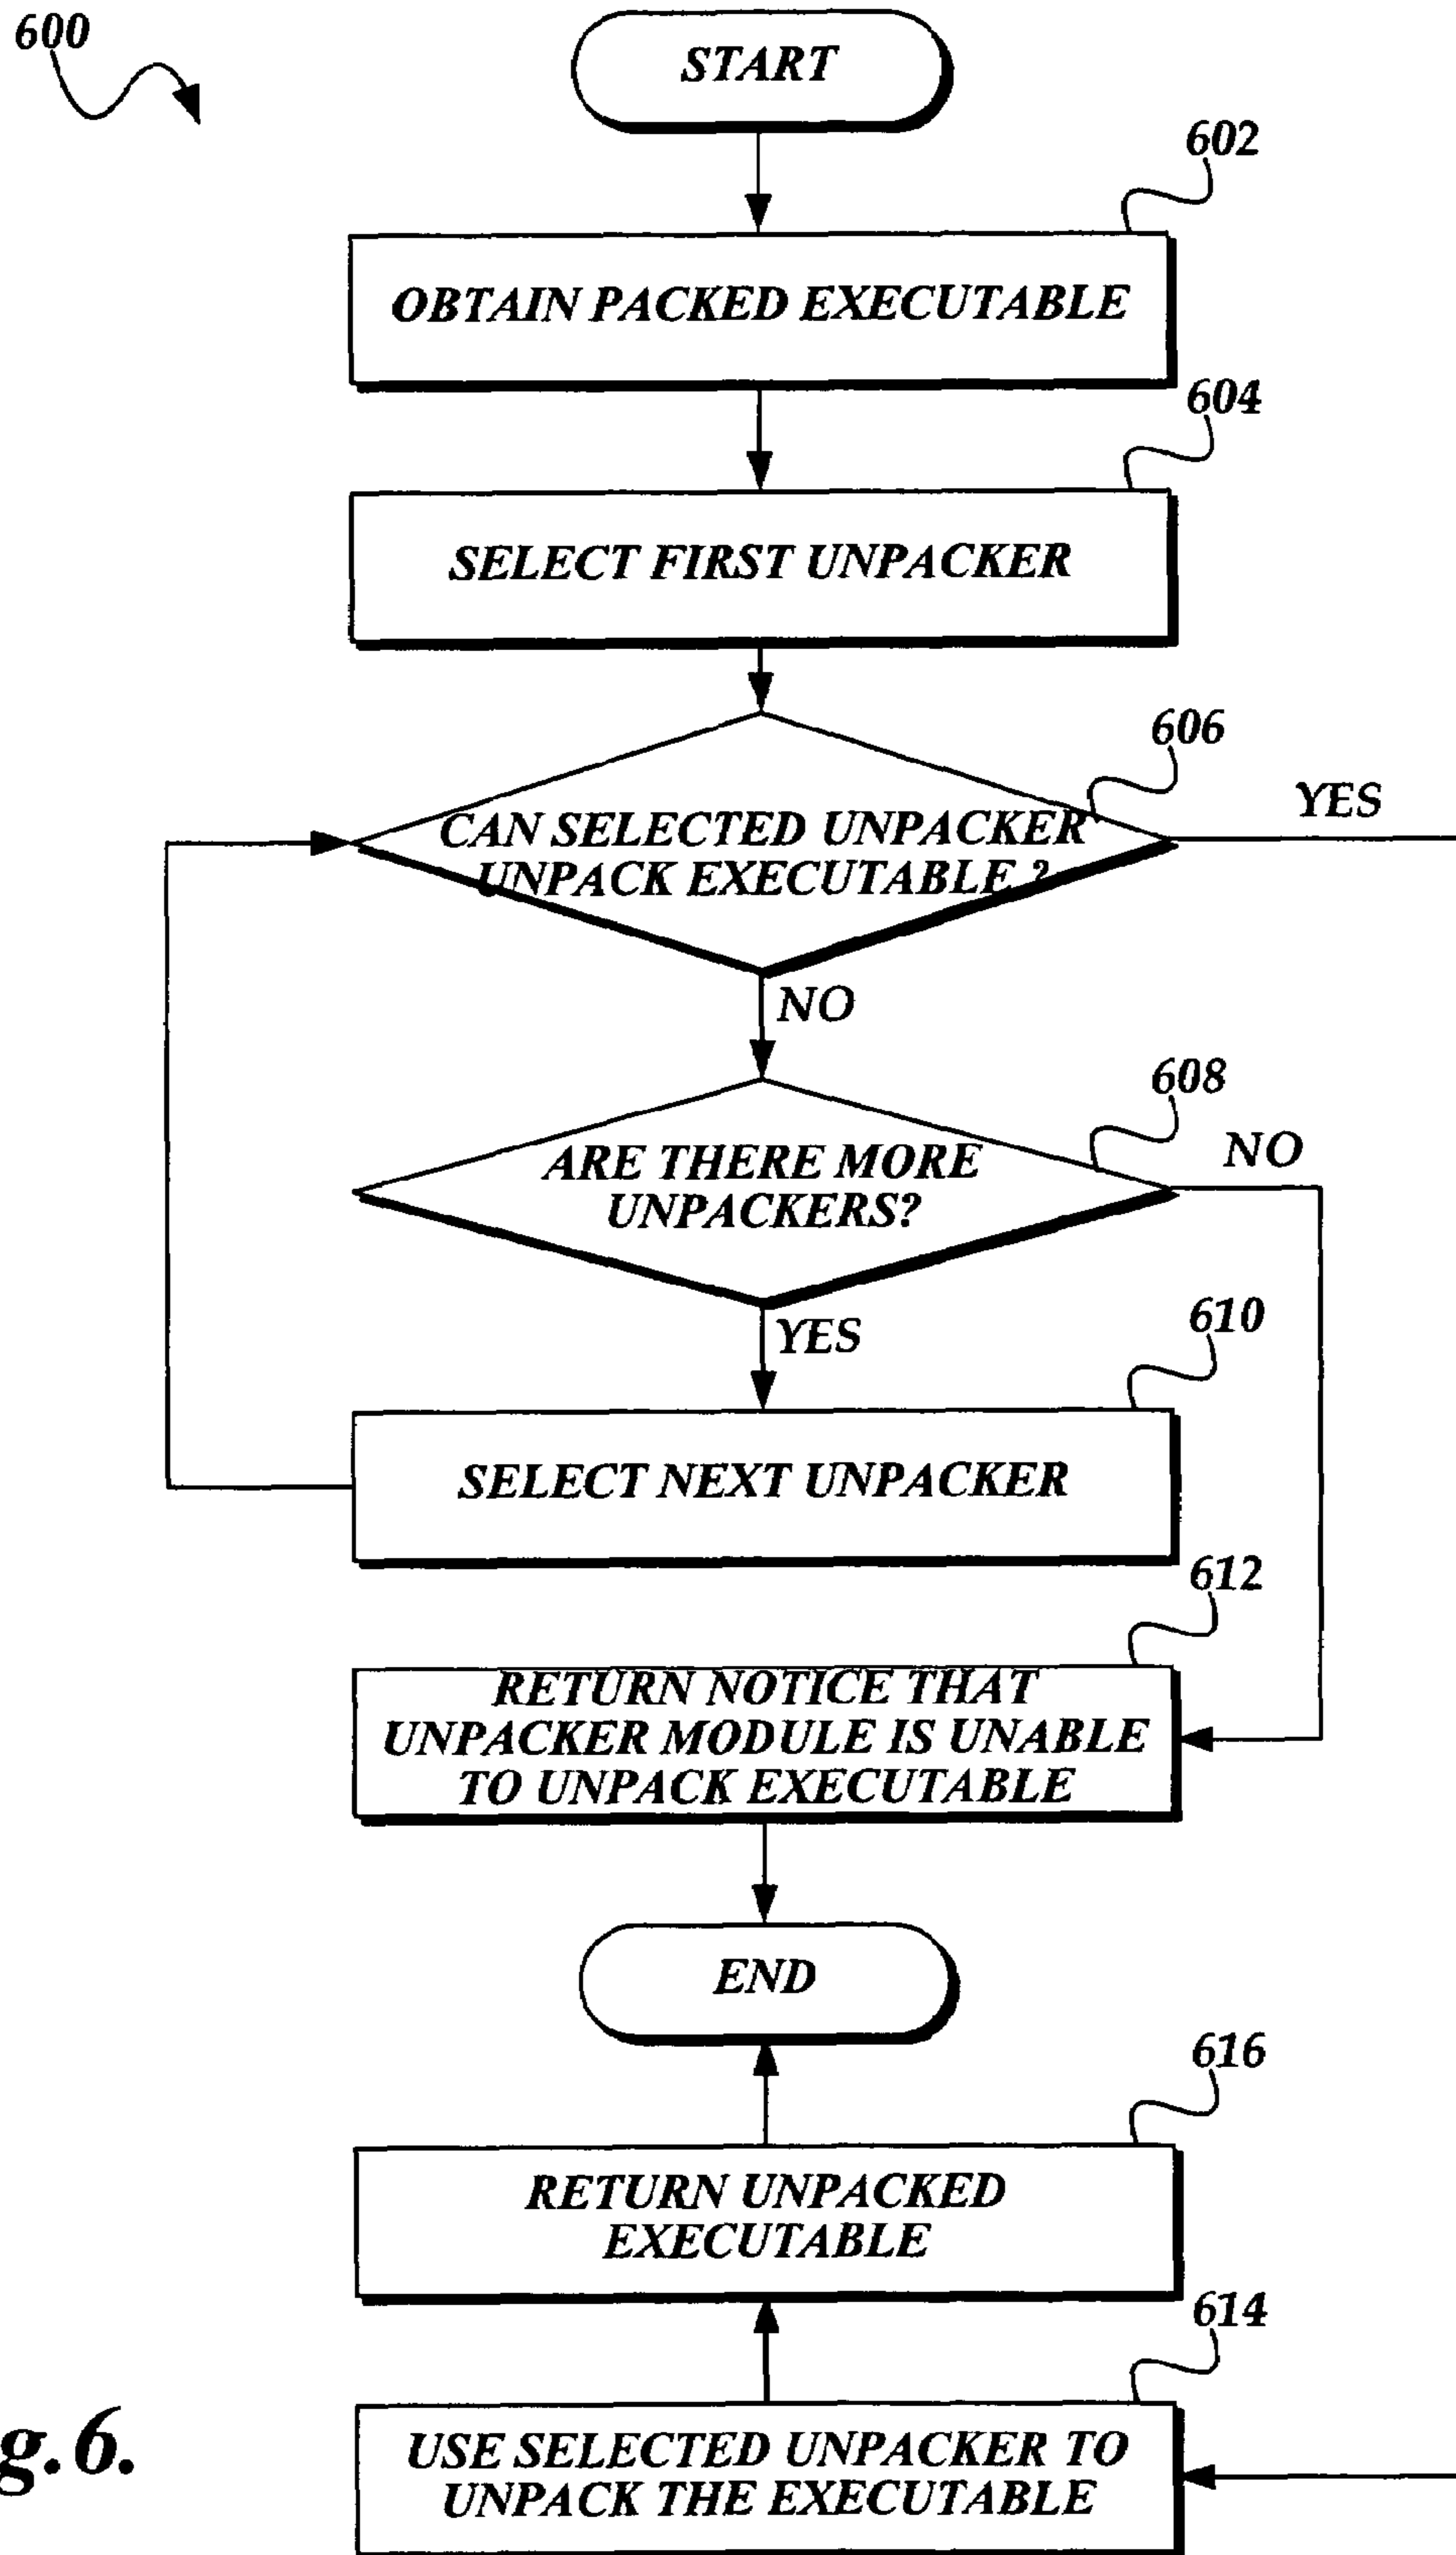 600
START
602
OBTAIN PACKED EXECUTABLE
604
SELECT FIRST UNPACKER
606
YES
CAN SELECTED UNPACKER
UNPACK EXECUTABLE ?
NO
608
NO
ARE THERE MORE
UNPACKERS?
YES
610
SELECT NEXT UNPACKER
612
RETURN NOTICE THAT
UNPACKER MODULE IS UNABLE
TO UNPACK EXECUTABLE
END
616
RETURN UNPACKED
EXECUTABLE
614
USE SELECTED UNPACKER TO
UNPACK THE EXECUTABLE
g.6.